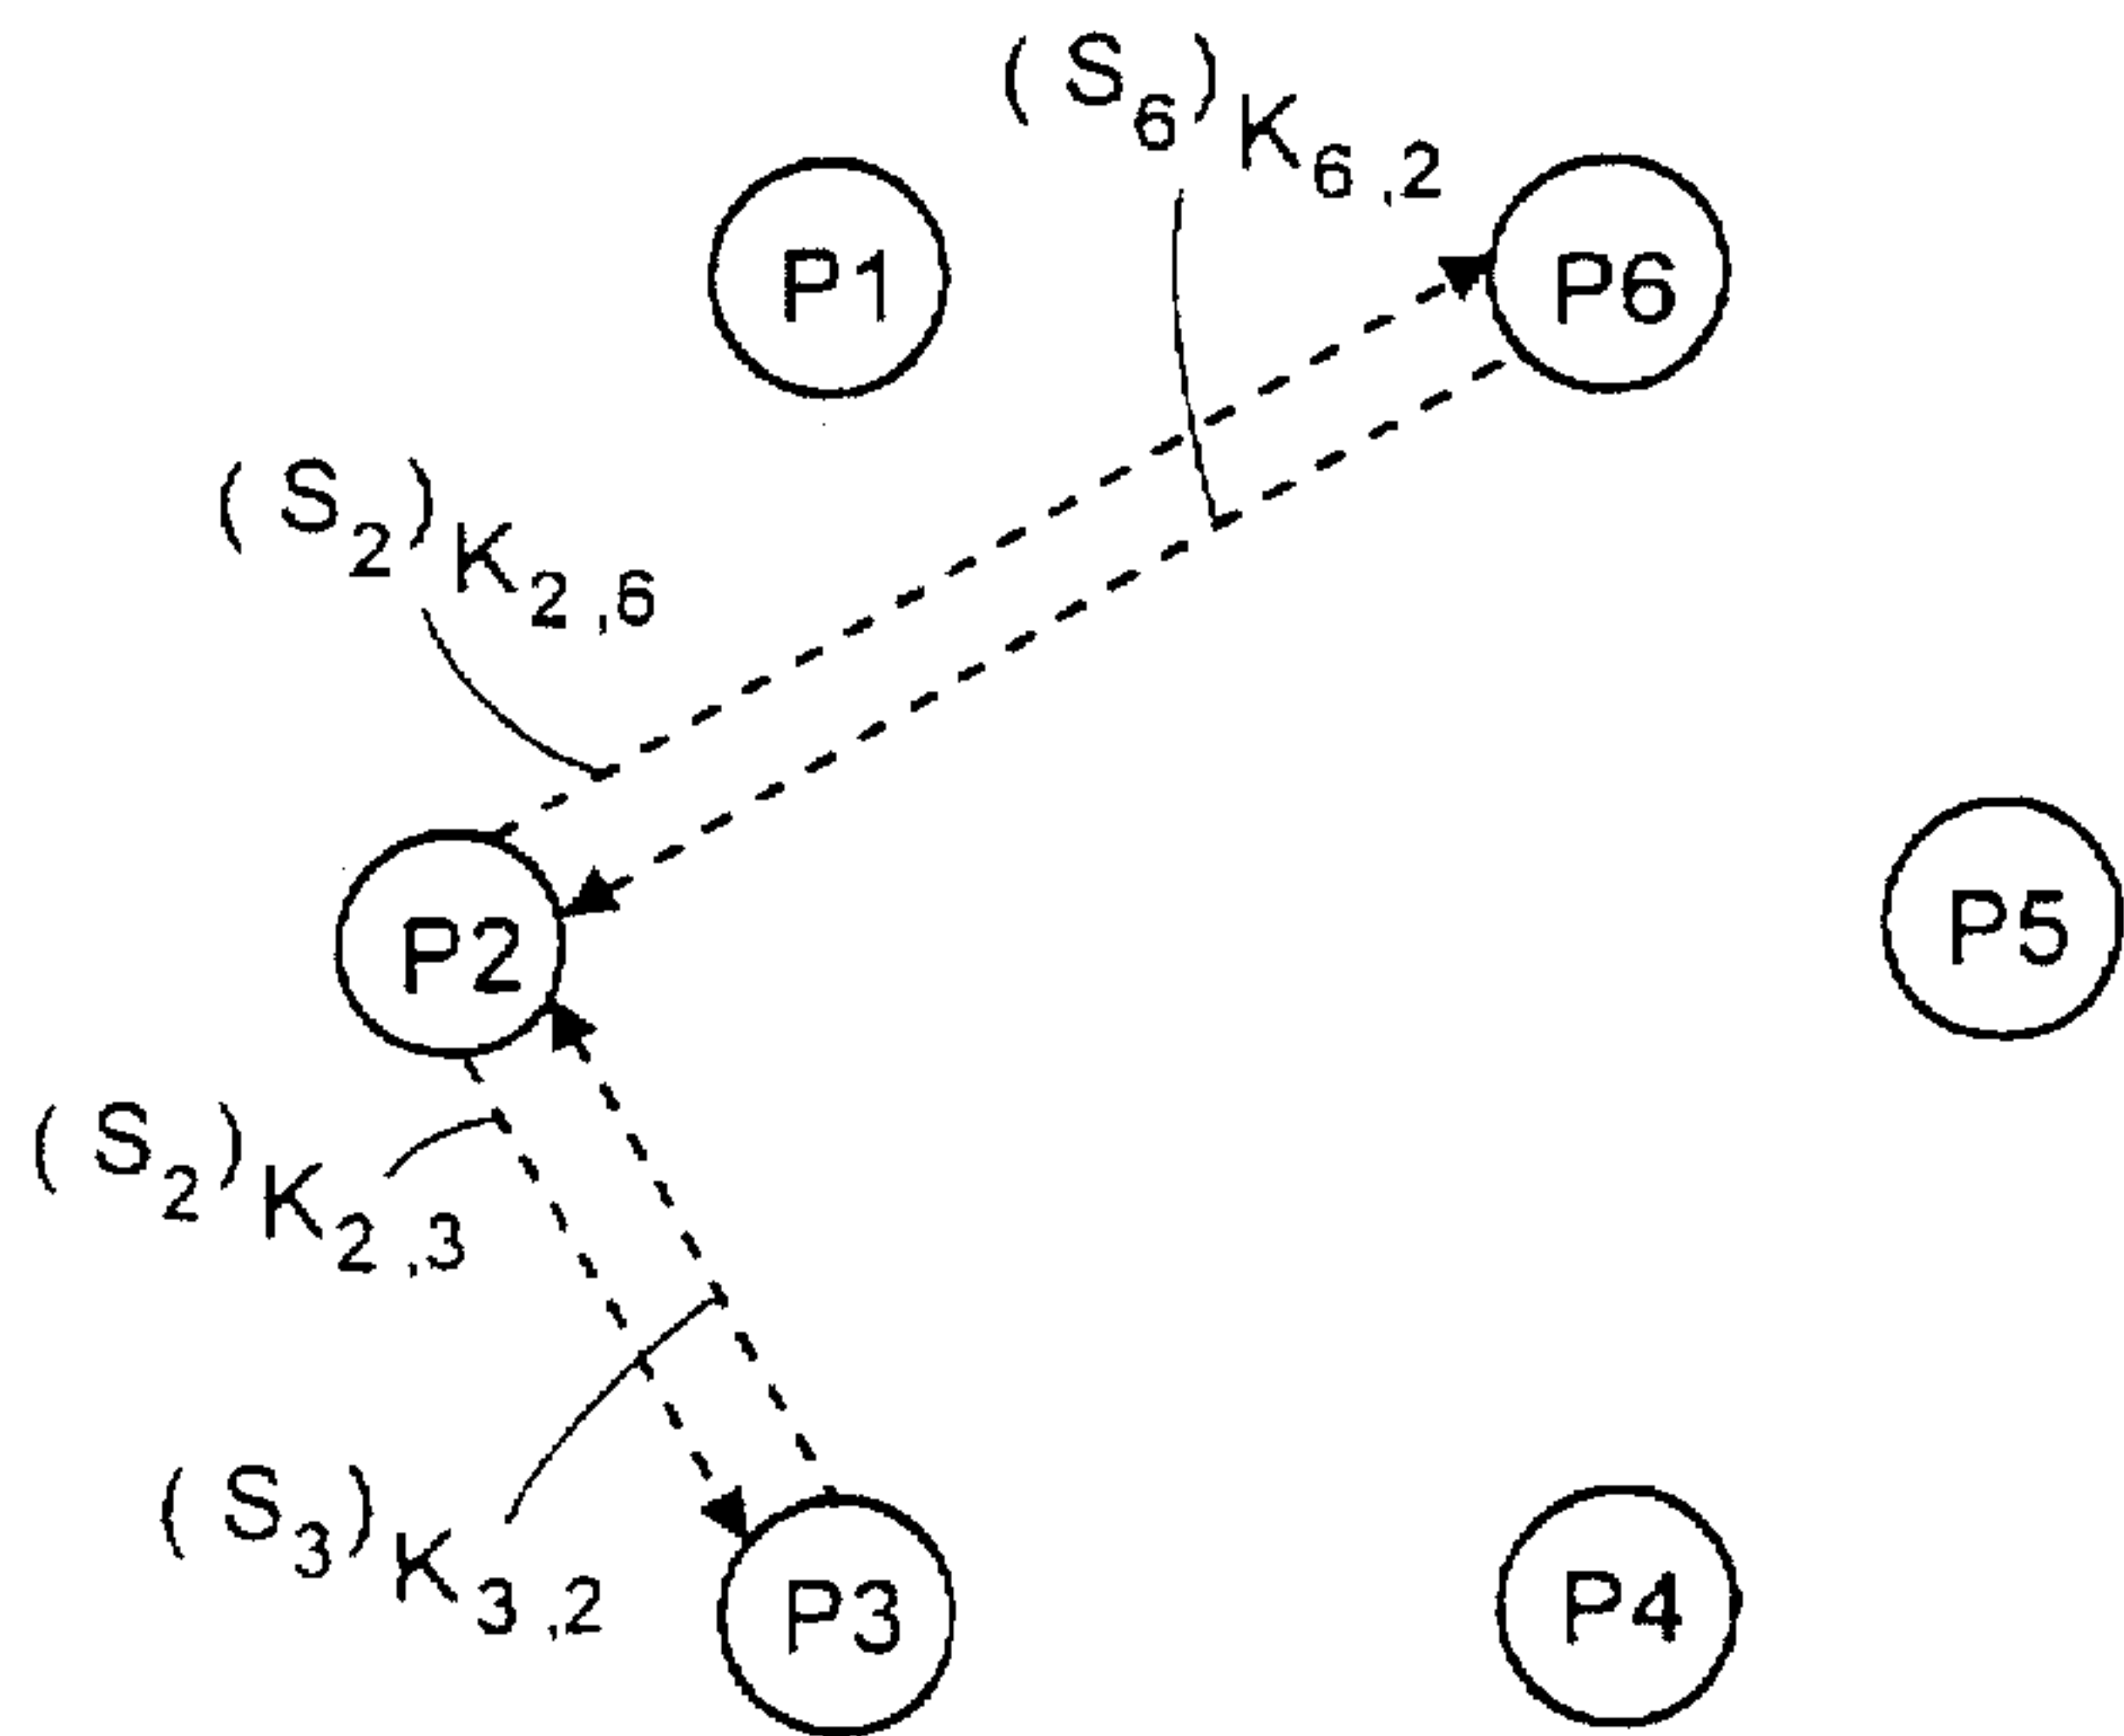 (S₆)K₆,₂
P1
P6
(S₂)K₂,₆
P2
P5
(S₂)K₂,₃
(S₃)K₃,₂
P3
P4